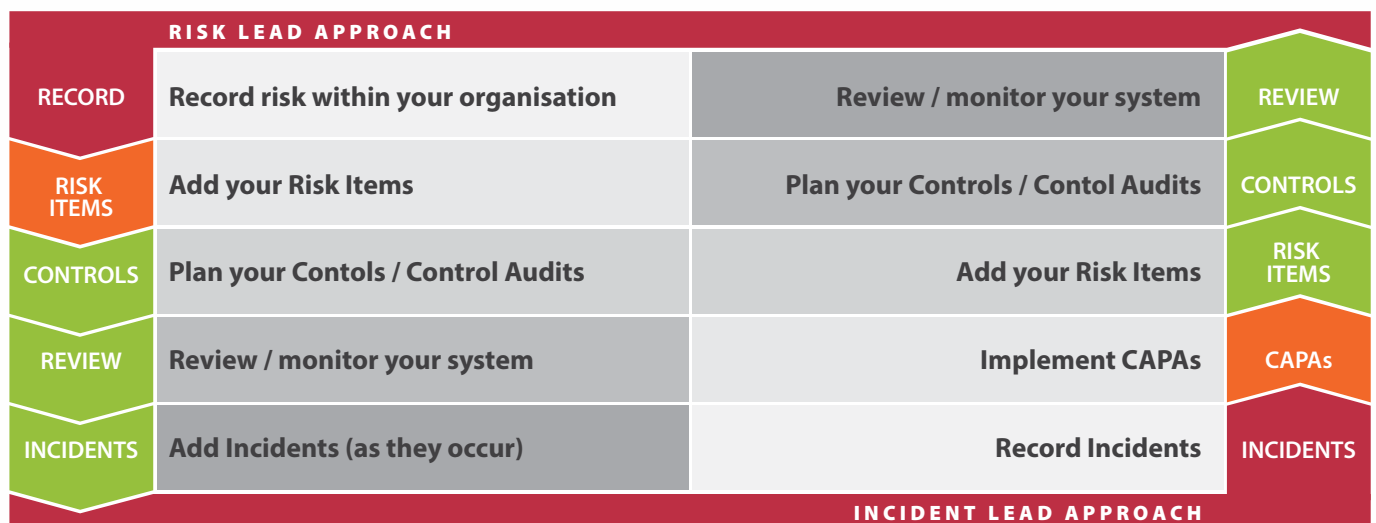 RISK LEAD APPROACH
RECORD
Record risk within your organisation
Review / monitor your system
REVIEW
RISK
ITEMS
Add your Risk Items
Plan your Controls / Contol Audits
CONTROLS
CONTROLS
Plan your Contols / Control Audits
Add your Risk Items
RISK
ITEMS
REVIEW
Review / monitor your system
Implement CAPAs
CAPAs
INCIDENTS
Add Incidents (as they occur)
Record Incidents
INCIDENTS
INCIDENT LEAD APPROACH